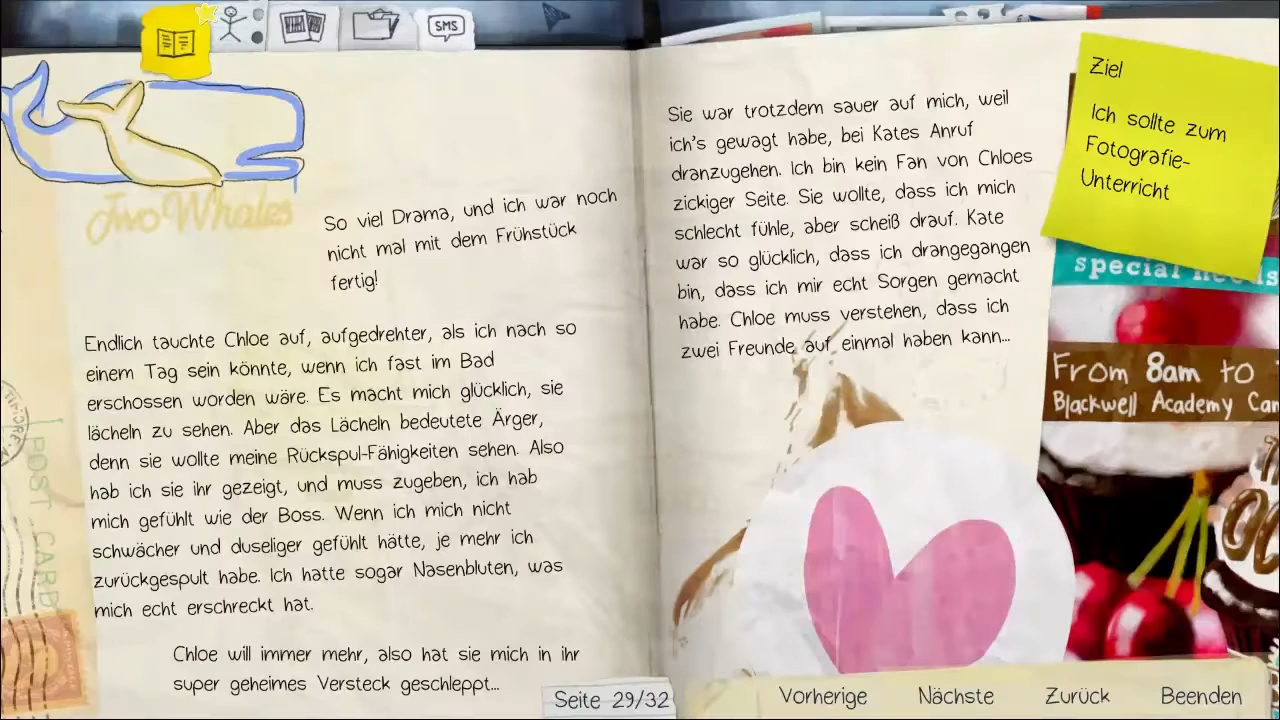 SMS
Two Whales
So viel Drama, und ich war noch
nicht mal mit dem Frühstück
fertig!
Endlich tauchte Chloe auf, aufgedrehter, als ich nach so
einem Tag sein könnte, wenn ich fast im Bad
erschossen worden wäre. Es macht mich glücklich, sie
lächeln zu sehen. Aber das Lächeln bedeutete Ärger,
denn sie wollte meine Rückspul-Fähigkeiten sehen. Also
hab ich sie ihr gezeigt, und muss zugeben, ich hab
mich gefühlt wie der Boss. Wenn ich mich nicht
schwächer und duseliger gefühlt hätte, je mehr ich
zurückgespult habe. Ich hatte sogar Nasenbluten, was
mich echt erschreckt hat.
Chloe will immer mehr, also hat sie mich in ihr
super geheimes Versteck geschleppt...
POST CARD
Sie war trotzdem sauer auf mich, weil
ich's gewagt habe, bei Kates Anruf
dranzugehen. Ich bin kein Fan von Chloes
zickiger Seite. Sie wollte, dass ich mich
schlecht fühle, aber scheiß drauf. Kate
war so glücklich, dass ich drangegangen
bin, dass ich mir echt Sorgen gemacht
habe. Chloe muss verstehen, dass ich
zwei Freunde auf einmal haben kann...
Ziel
Ich sollte zum
Fotografie-
Unterricht
special needs
From 8am to
Blackwell Academy Cam
Seite 29/32
Vorherige
Nächste
Zurück
Beenden